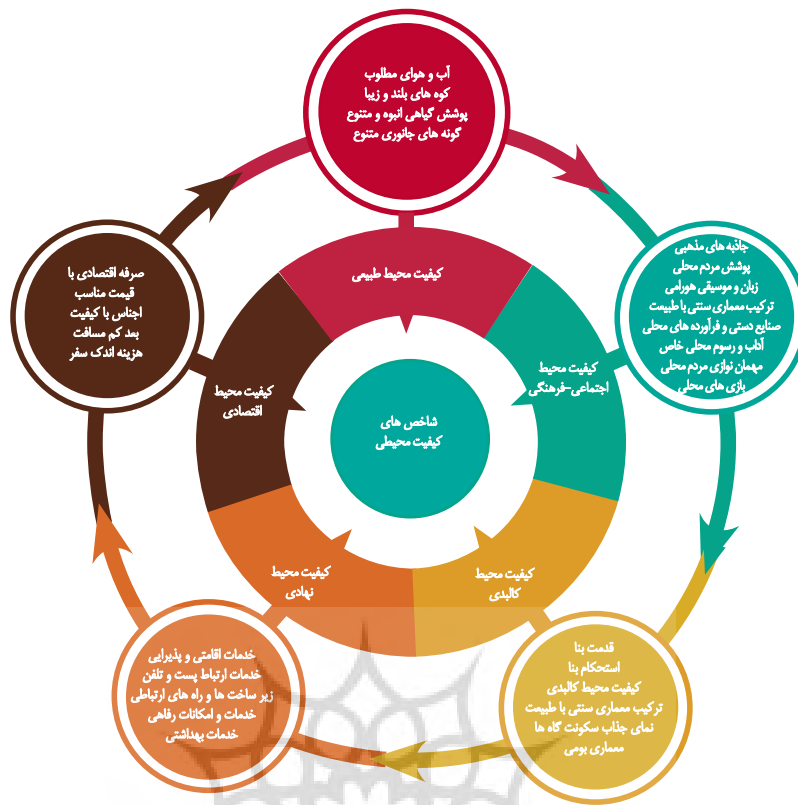 آب و هوای مطلوب
کوه های بلند و زیبا
پوشش گیاهی انبوه و متنوع
گونه های جانوری متنوع
کیفیت محیط طبیعی
جاذبه های مذهبی
پوشش مردم محلی
زبان و موسیقی هورامی
ترکیب معماری سنتی با طبیعت
صنایع دستی و فرآورده های محلی
آداب و رسوم محلی خاص
مهمان نوازی مردم محلی
بازی های محلی
کیفیت محیط
اجتماعی-فرهنگی
صرفه اقتصادی با
قیمت مناسب
اجناس با کیفیت
بعد کم مسافت
هزینه اندک سفر
کیفیت محیط
اقتصادی
شاخص های
کیفیت محیطی
کیفیت محیط
کالبدی
کیفیت محیط
نهادی
قدمت بنا
استحکام بنا
کیفیت محیط کالبدی
ترکیب معماری سنتی با طبیعت
نمای جذاب سکونت گاه ها
معماری بومی
خدمات اقامتی و پذیرایی
خدمات ارتباط پست و تلفن
زیر ساخت ها و راه های ارتباطی
خدمات و امکانات رفاهی
خدمات بهداشتی